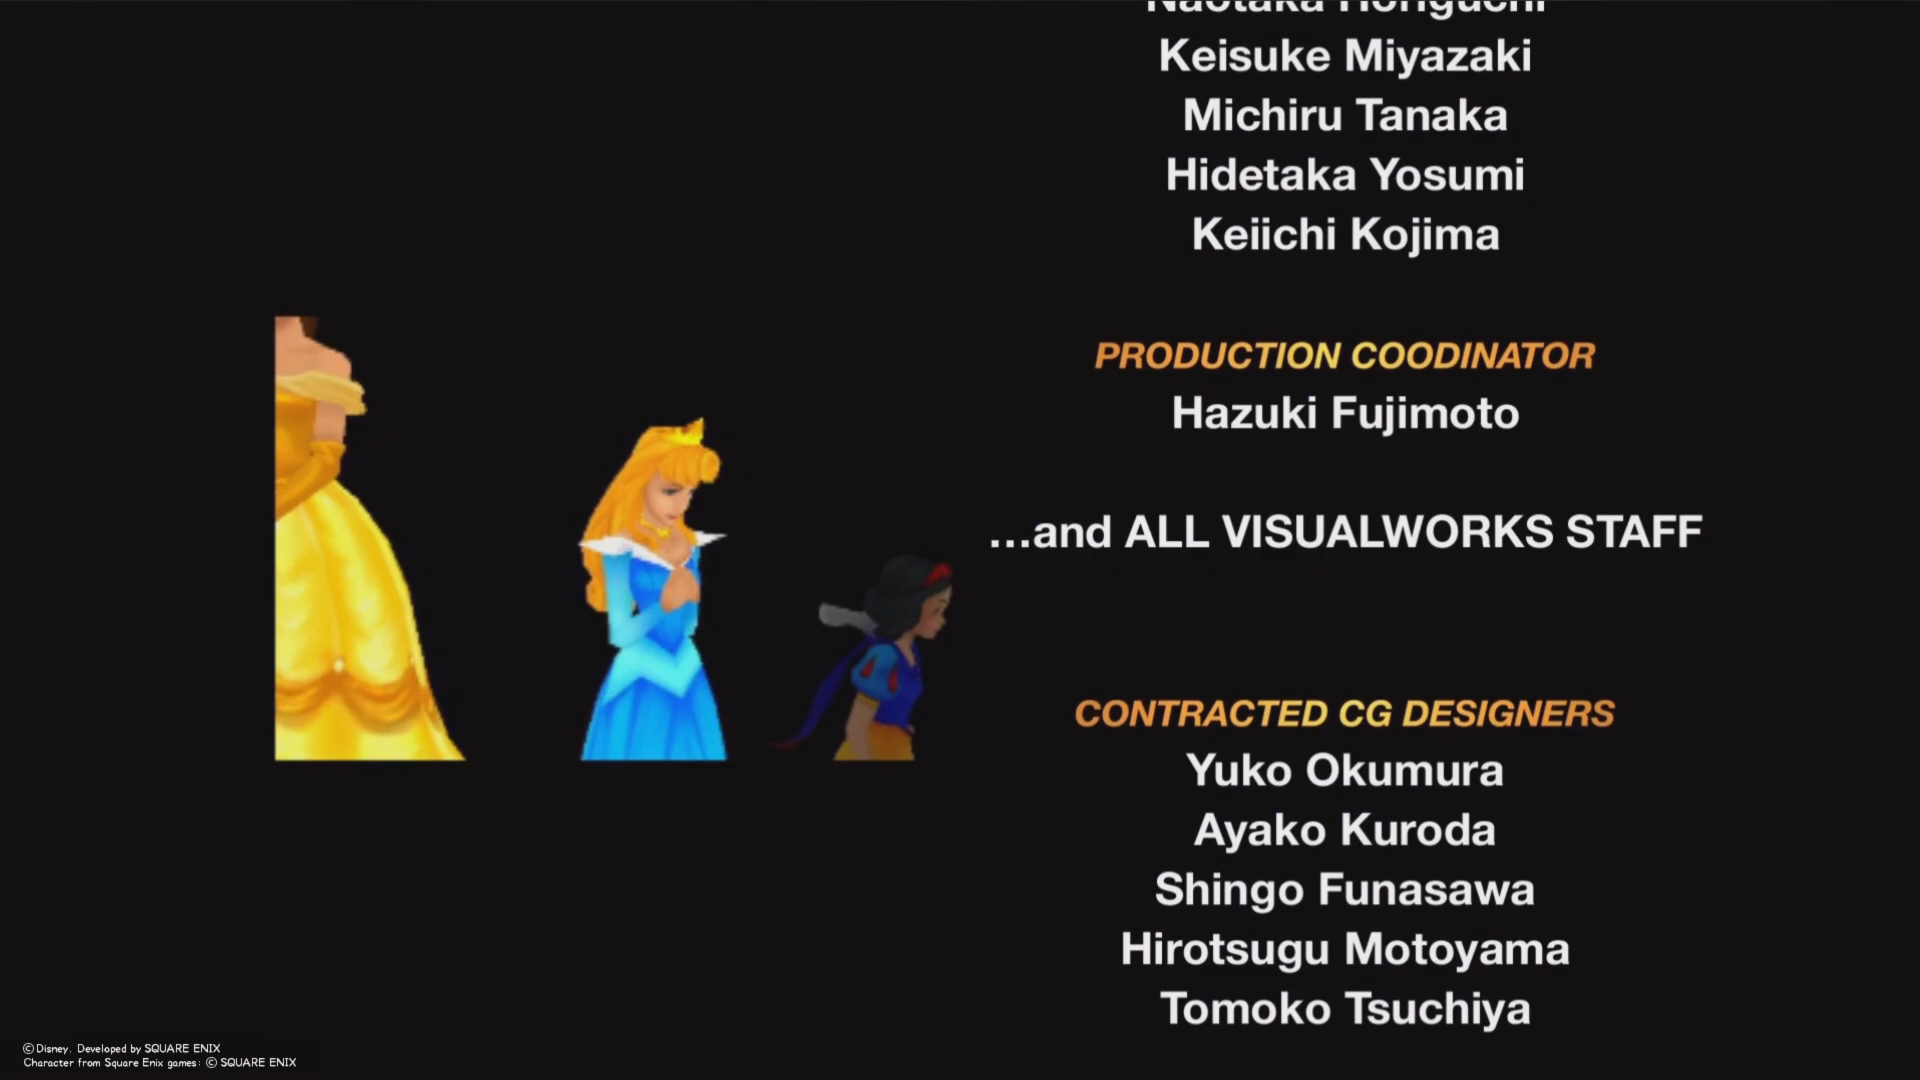 Naotaka Horiguchi
Keisuke Miyazaki
Michiru Tanaka
Hidetaka Yosumi
Keiichi Kojima
PRODUCTION COODINATOR
Hazuki Fujimoto
...and ALL VISUALWORKS STAFF
CONTRACTED CG DESIGNERS
Yuko Okumura
Ayako Kuroda
Shingo Funasawa
Hirotsugu Motoyama
Tomoko Tsuchiya
©Disney. Developed by SQUARE ENIX
Character from Square Enix games: © SQUARE ENIX